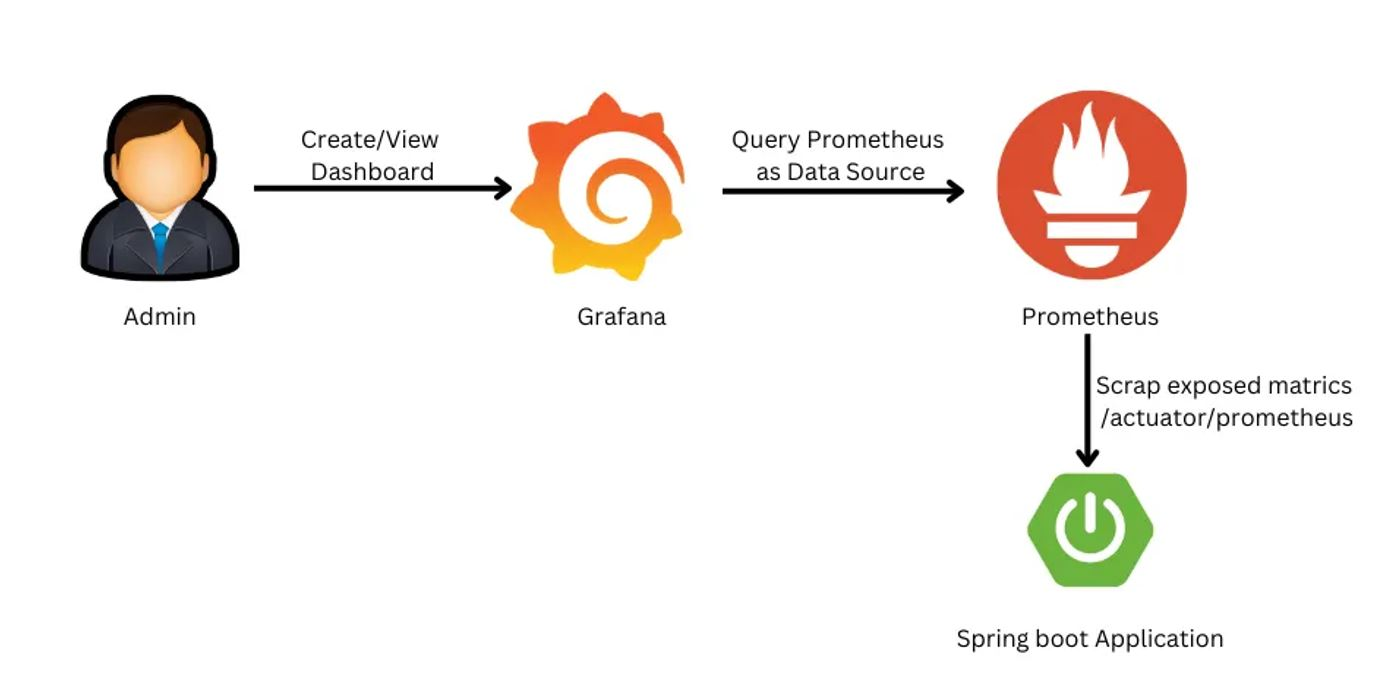 Create/View
Dashboard
Query Prometheus
as Data Source
Admin
Grafana
Prometheus
Scrap exposed matrics
/actuator/prometheus
Spring boot Application